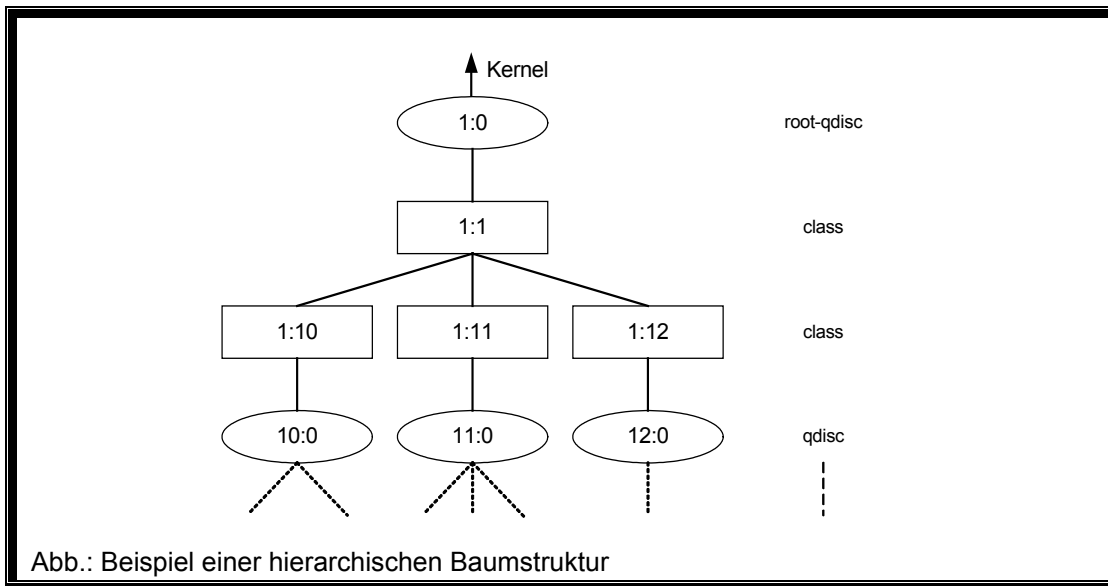 Kernel
1:0 root-qdisc
1:1 class
1:10 1:11 1:12 class
10:0 11:0 12:0 qdisc
Abb.: Beispiel einer hierarchischen Baumstruktur